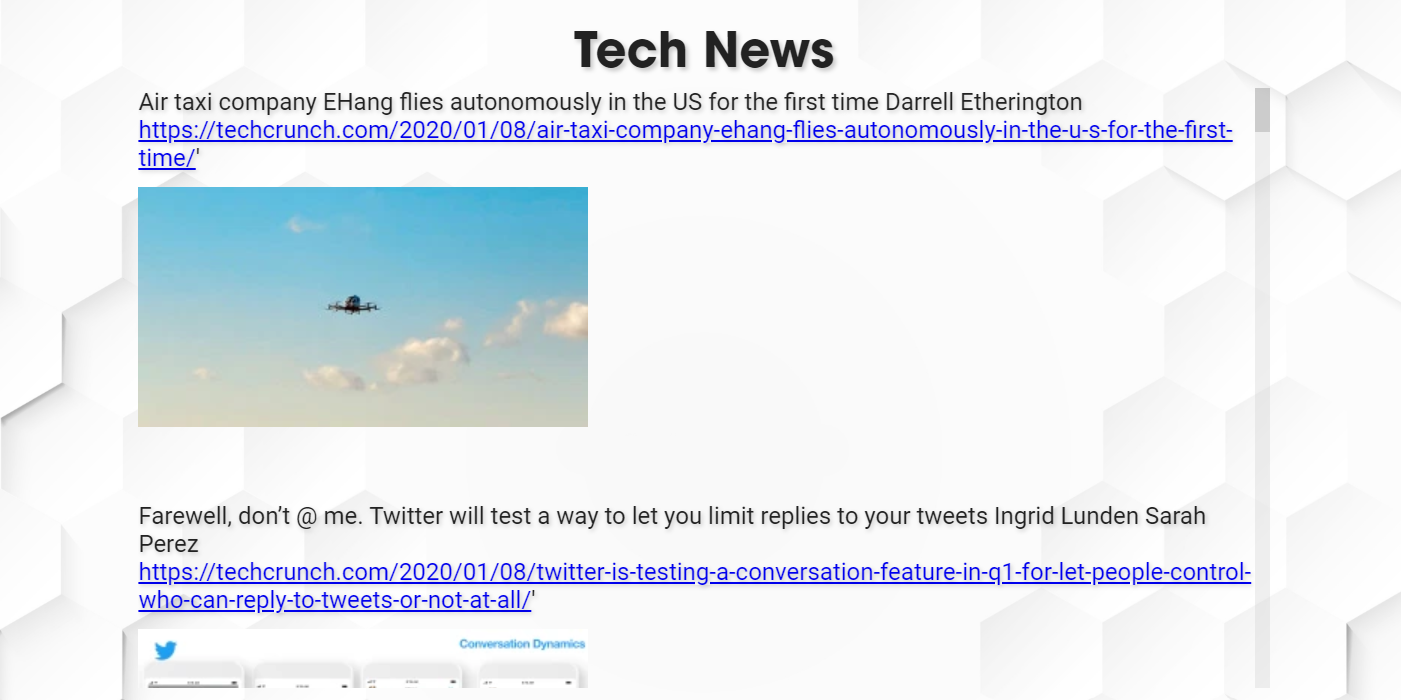 Tech News
Air taxi company EHang flies autonomously in the US for the first time Darrell Etherington
https://techcrunch.com/2020/01/08/air-taxi-company-ehang-flies-autonomously-in-the-u-s-for-the-first-
time/'
Farewell, don’t @ me. Twitter will test a way to let you limit replies to your tweets Ingrid Lunden Sarah
Perez
https://techcrunch.com/2020/01/08/twitter-is-testing-a-conversation-feature-in-q1-for-let-people-control-
who-can-reply-to-tweets-or-not-at-all/'
Conversation Dynamics